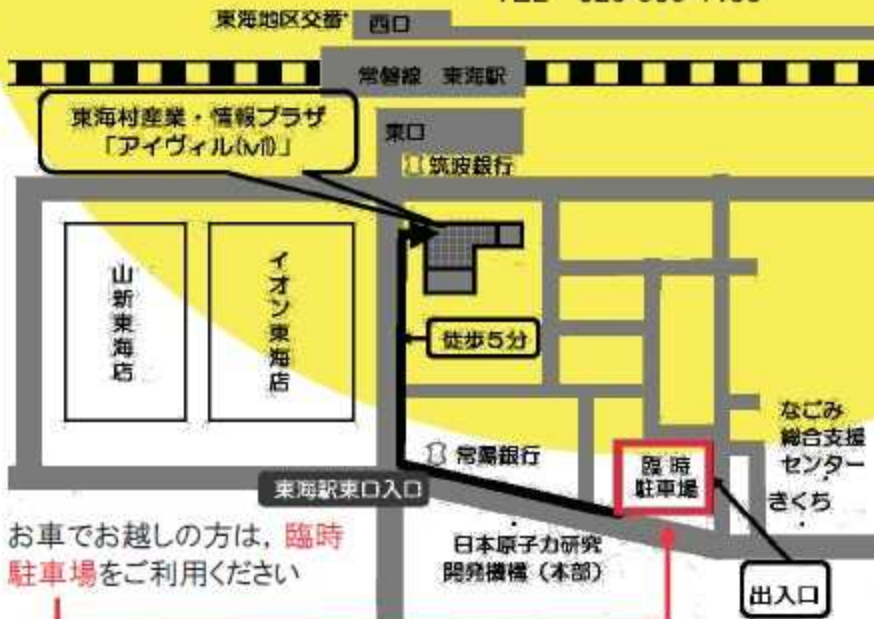 東海地区交番
西口
常磐線 東海駅
東海村産業・情報プラザ
「アイヴィル(ivil)」
東口
筑波銀行
山新東海店
イオン東海店
徒歩5分
なごみ
総合支援
センター
常陽銀行
臨時
駐車場
東海駅東口入口
きくち
お車でお越しの方は, 臨時
駐車場をご利用ください
日本原子力研究
開発機構(本部)
出入口